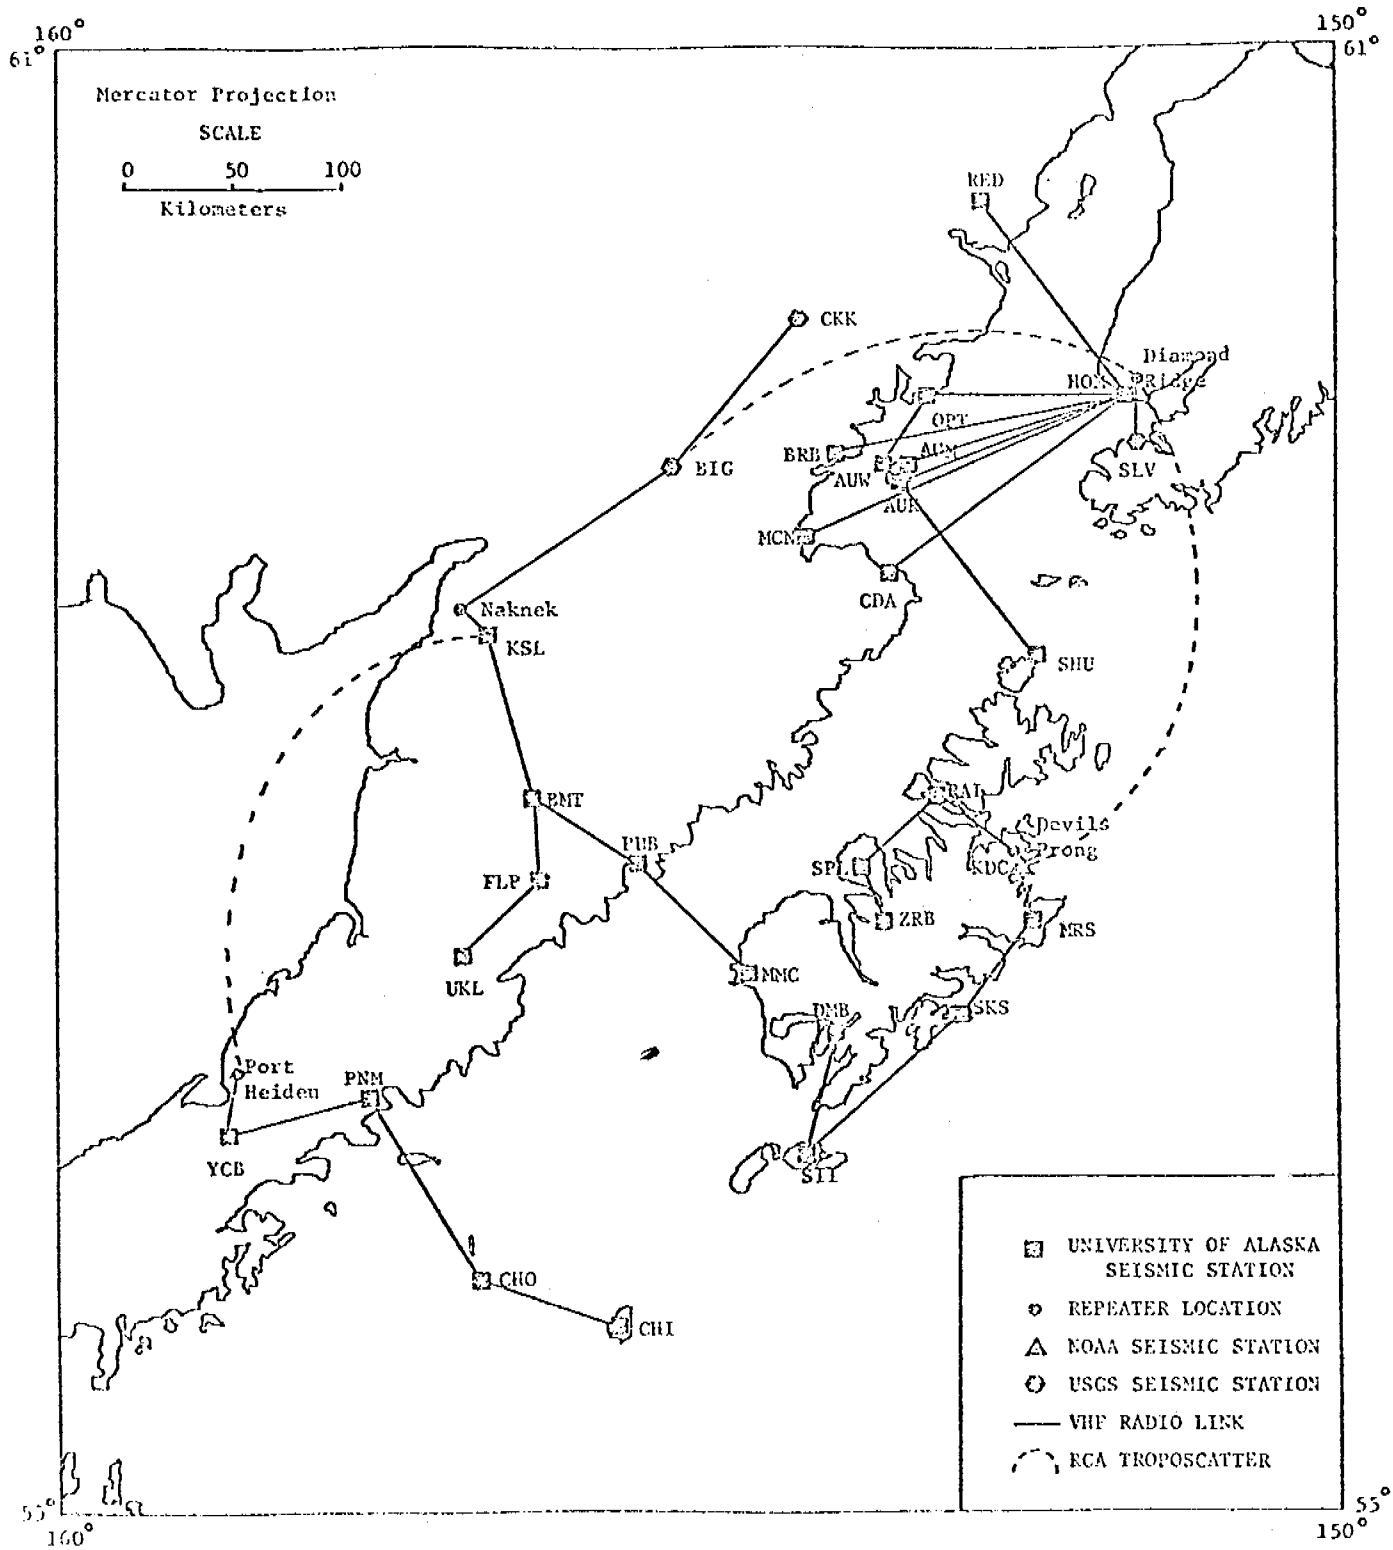 160°
150°
61°
61°
Mercator Projection
SCALE
0 50 100
Kilometers
RED
CKK
Diamond
HOM Ridge
OPT
BRB
AUM
BIG
AUW
SLV
AUK
MCN
CDA
Naknek
KSL
SHU
BMT
RAI
Devils
PUB
Prong
SPL
KDC
FLP
ZRB
MRS
MMC
UKL
DMB
SKS
Port
Heiden
PNM
YCB
SII
CHO
CHI
UNIVERSITY OF ALASKA
SEISMIC STATION
REPEATER LOCATION
NOAA SEISMIC STATION
USGS SEISMIC STATION
VHF RADIO LINK
RCA TROPOSCATTER
55°
55°
160°
150°